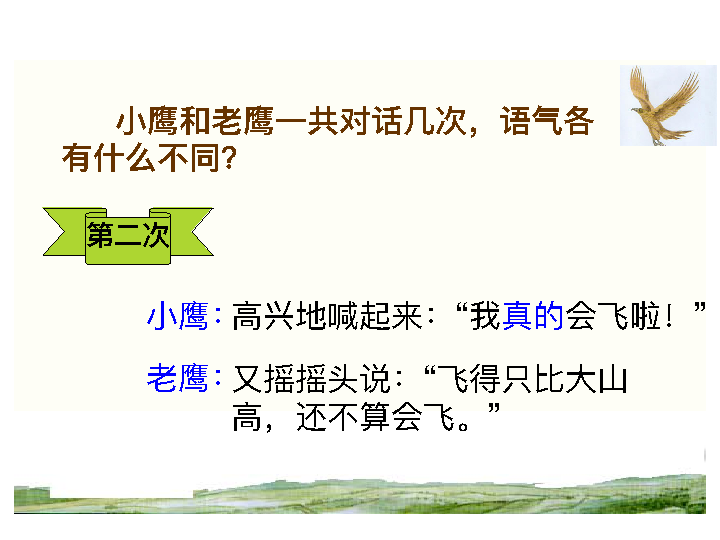 小鹰和老鹰一共对话几次，语气各
有什么不同？
第二次
小鹰：高兴地喊起来：“我真的会飞啦！”
老鹰：又摇摇头说：“飞得只比大山
高，还不算会飞。”